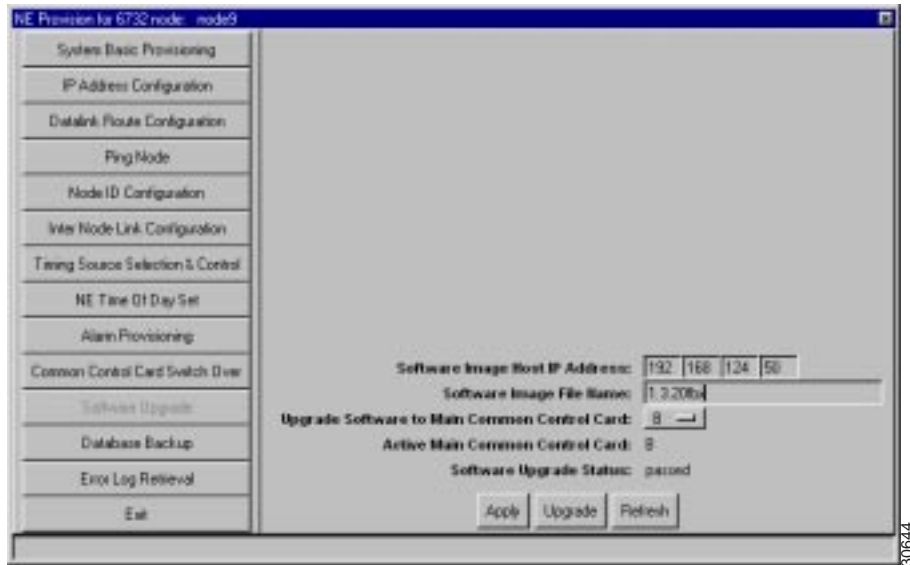 NE Provision for 6732 node: node9
System Basic Provisioning
IP Address Configuration
Datalink Route Configuration
Ping Node
Node ID Configuration
Inter Node Link Configuration
Timing Source Selection & Control
NE Time Of Day Set
Alarm Provisioning
Common Control Card Switch Over
Software Upgrade
Database Backup
Error Log Retrieval
Exit
Software Image Host IP Address: 192 168 124 50
Software Image File Name:
Upgrade Software to Main Common Control Card: B
Active Main Common Control Card: B
Software Upgrade Status: passed
Apply Upgrade Refresh
30644